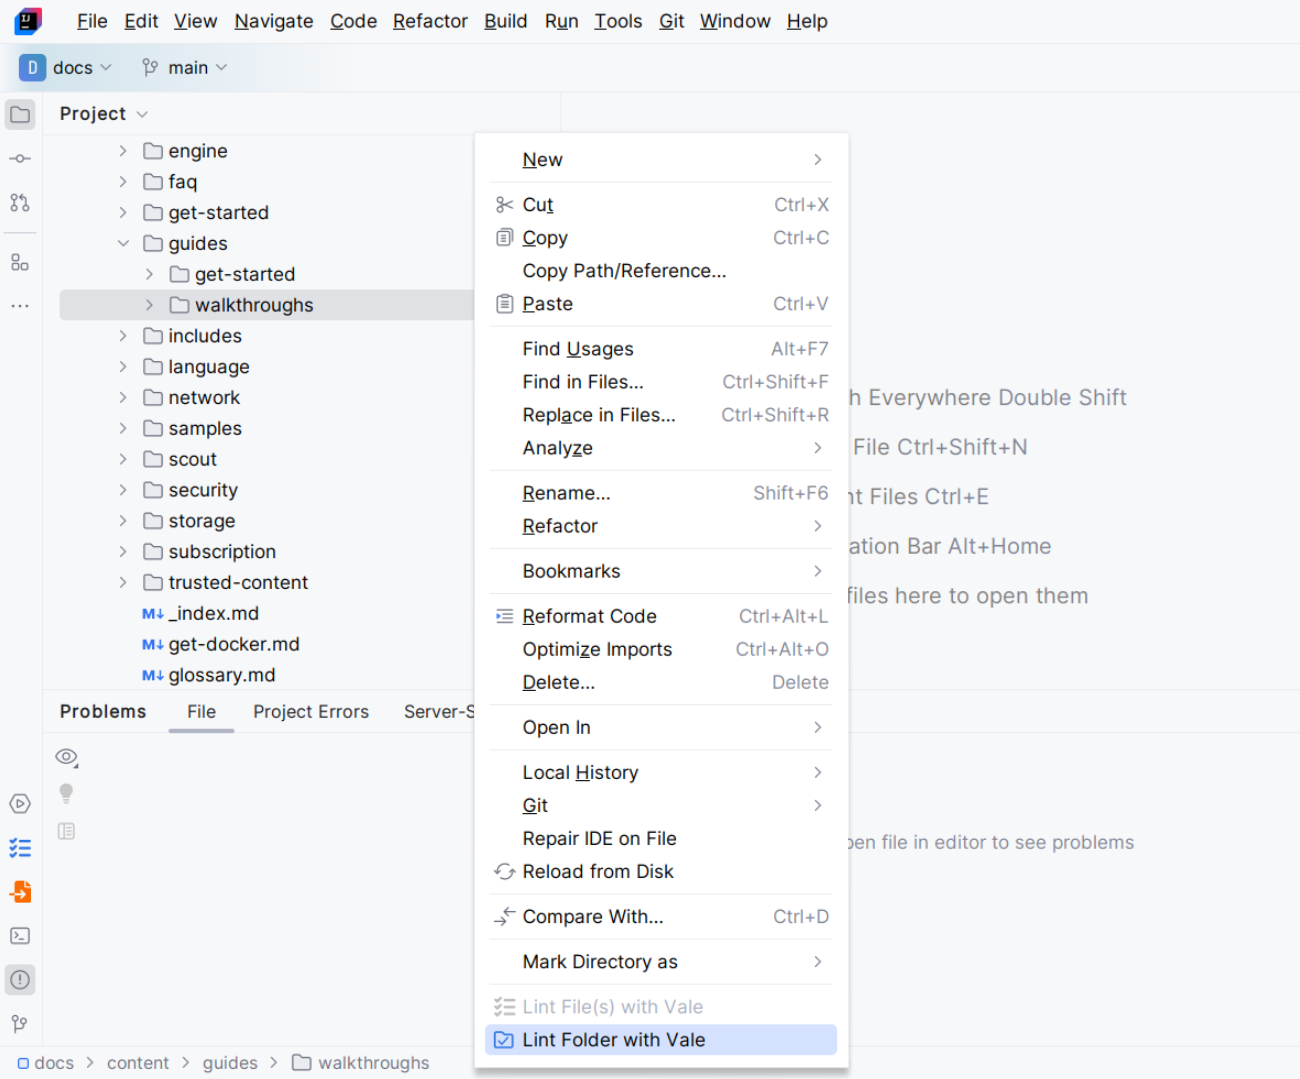 File Edit View Navigate Code Refactor Build Run Tools Git Window Help
D docs main
Project
engine
faq
get-started
guides
get-started
walkthroughs
includes
language
network
samples
scout
security
storage
subscription
trusted-content
M↓ _index.md
M↓ get-docker.md
M↓ glossary.md
New
Cut Ctrl+X
Copy Ctrl+C
Copy Path/Reference...
Paste Ctrl+V
Find Usages Alt+F7
Find in Files... Ctrl+Shift+F
Replace in Files... Ctrl+Shift+R
Analyze
Rename... Shift+F6
Refactor
Bookmarks
Reformat Code Ctrl+Alt+L
Optimize Imports Ctrl+Alt+O
Delete... Delete
Open In
Local History
Git
Repair IDE on File
Reload from Disk
Compare With... Ctrl+D
Mark Directory as
Lint File(s) with Vale
Lint Folder with Vale
h Everywhere Double Shift
File Ctrl+Shift+N
nt Files Ctrl+E
ation Bar Alt+Home
files here to open them
Problems File Project Errors Server-S
pen file in editor to see problems
docs > content > guides > walkthroughs